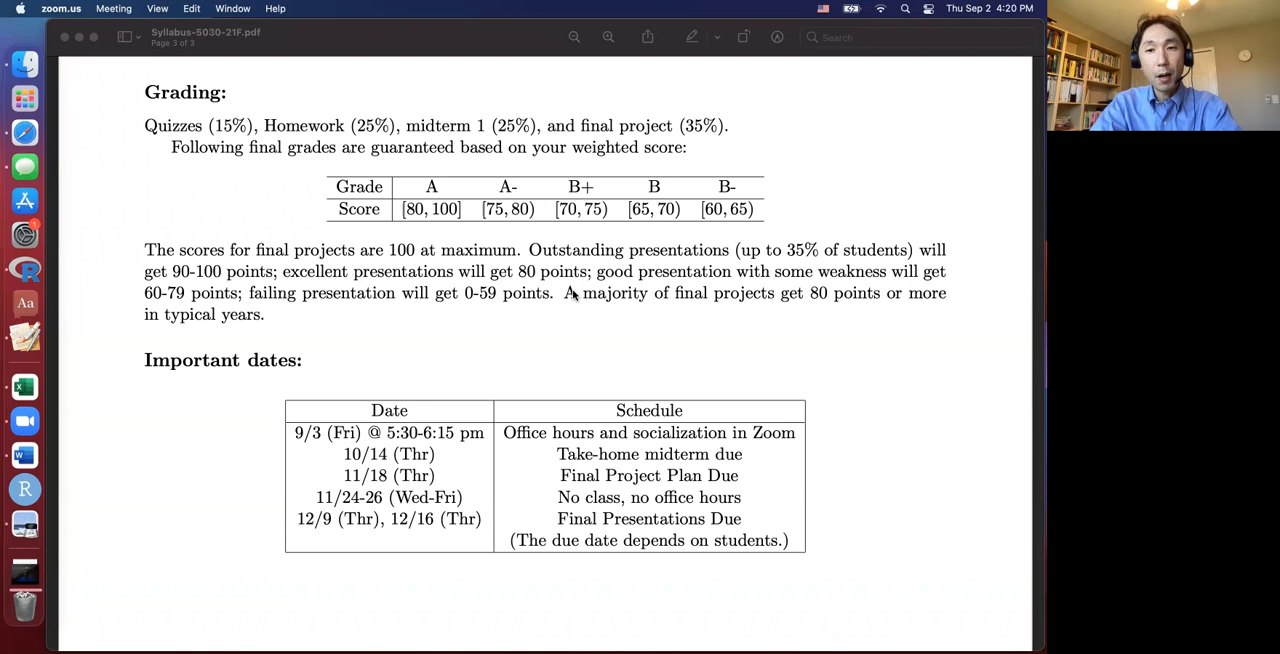 zoom.us Meeting View Edit Window Help Thu Sep 2 4:20 PM
Syllabus-5030-21F.pdf
Page 3 of 3
Search
Grading:
Quizzes (15%), Homework (25%), midterm 1 (25%), and final project (35%).
Following final grades are guaranteed based on your weighted score:
Grade A A- B+ B B-
Score [80, 100] [75, 80) [70, 75) [65, 70) [60, 65)
The scores for final projects are 100 at maximum. Outstanding presentations (up to 35% of students) will
get 90-100 points; excellent presentations will get 80 points; good presentation with some weakness will get
60-79 points; failing presentation will get 0-59 points. A majority of final projects get 80 points or more
in typical years.
Important dates:
Date Schedule
9/3 (Fri) @ 5:30-6:15 pm Office hours and socialization in Zoom
10/14 (Thr) Take-home midterm due
11/18 (Thr) Final Project Plan Due
11/24-26 (Wed-Fri) No class, no office hours
12/9 (Thr), 12/16 (Thr) Final Presentations Due
(The due date depends on students.)
1
R
Aa
X
W
R